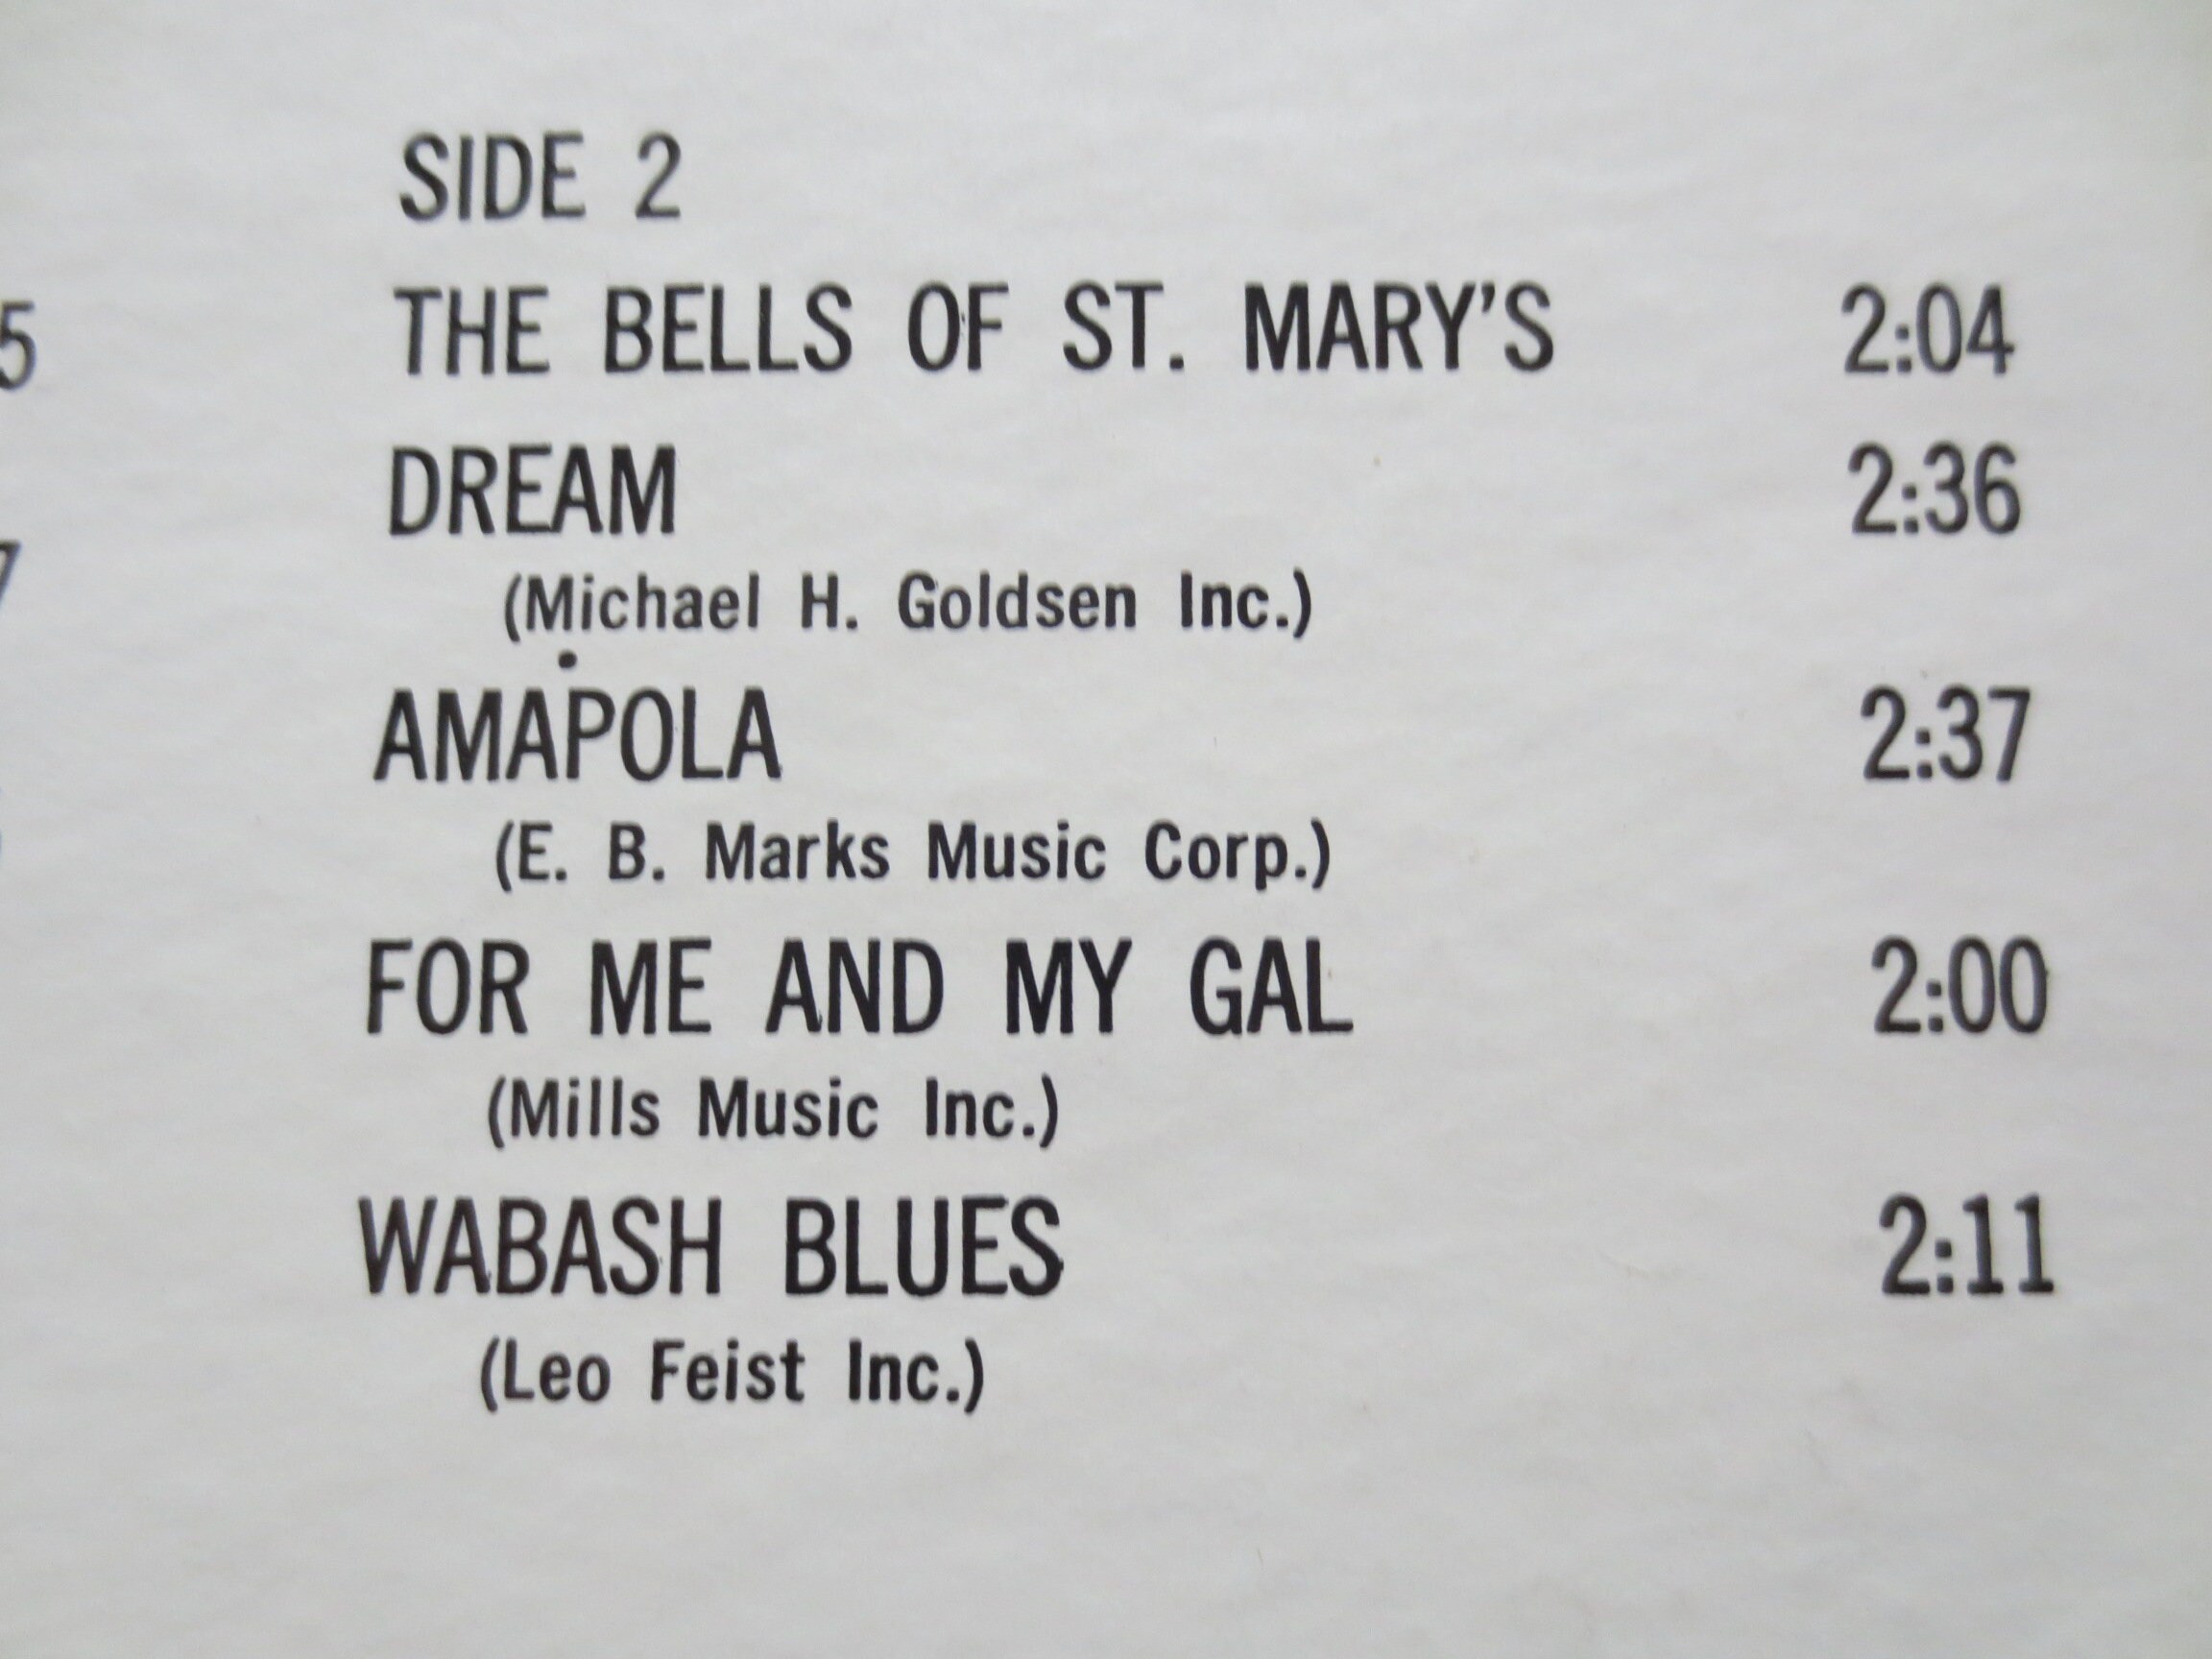 SIDE 2
5 THE BELLS OF ST. MARY'S 2:04
DREAM 2:36
7 (Michael H. Goldsen Inc.)
AMAPOLA 2:37
(E. B. Marks Music Corp.)
FOR ME AND MY GAL 2:00
(Mills Music Inc.)
WABASH BLUES 2:11
(Leo Feist Inc.)